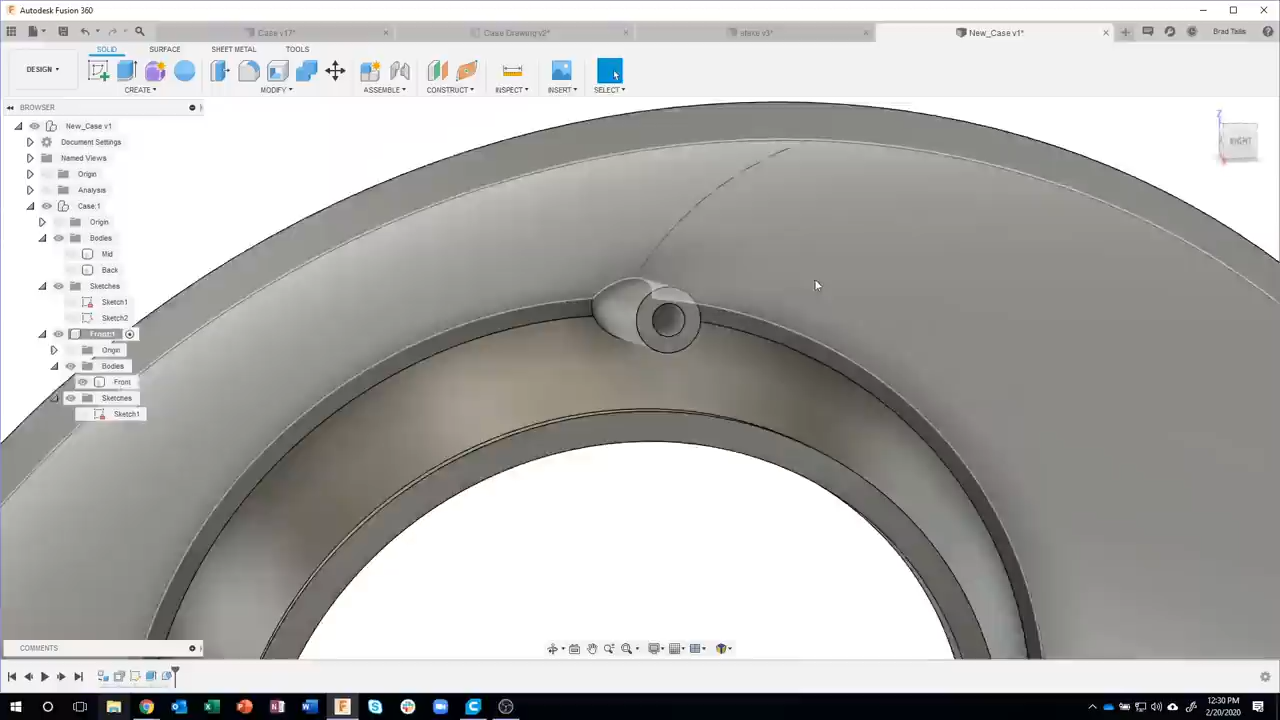 Autodesk Fusion 360
Case v17*
Case Drawing v2*
New_Case v1*
Brad Tallis
DESIGN
SOLID
SURFACE
SHEET METAL
TOOLS
CREATE
MODIFY
ASSEMBLE
CONSTRUCT
INSPECT
INSERT
SELECT
BROWSER
New_Case v1
Document Settings
Named Views
Origin
Analysis
Case:1
Origin
Bodies
Mid
Back
Sketches
Sketch1
Sketch2
Front:1
Origin
Bodies
Front
Sketches
Sketch1
Z
RIGHT
COMMENTS
12:30 PM
2/20/2020